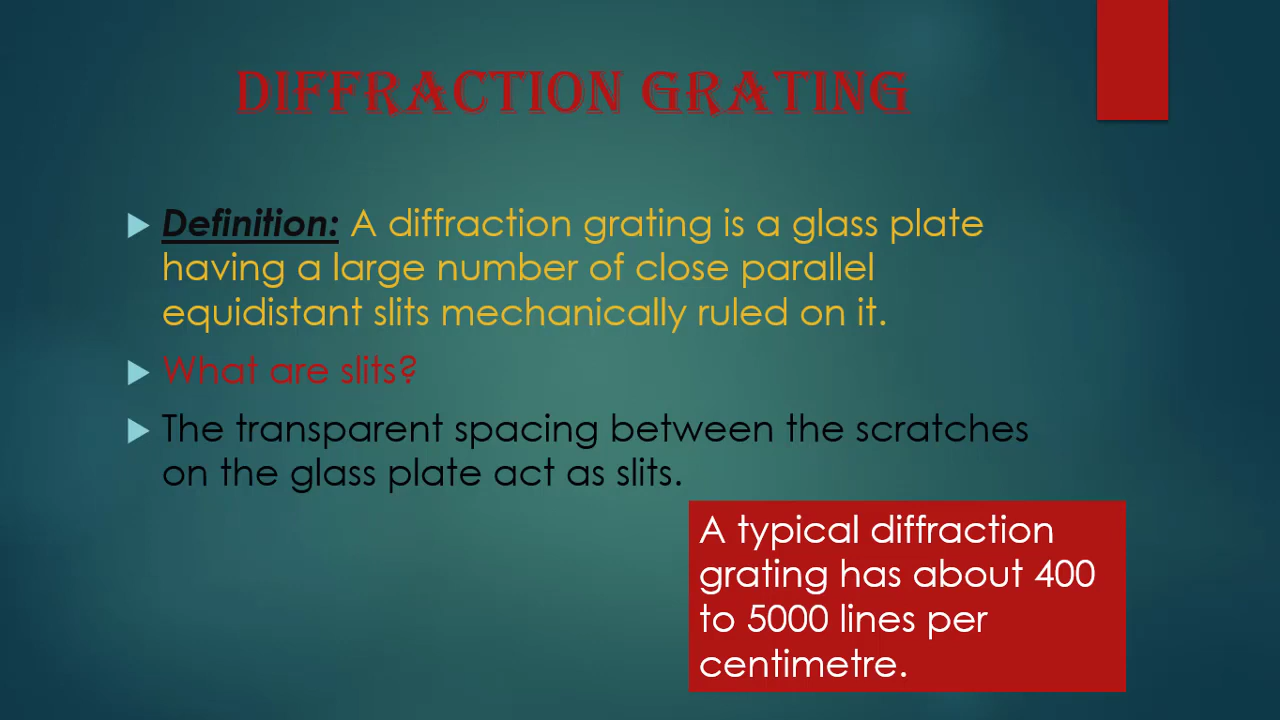 DIFFRACTION GRATING
Definition: A diffraction grating is a glass plate
having a large number of close parallel
equidistant slits mechanically ruled on it.
What are slits?
The transparent spacing between the scratches
on the glass plate act as slits.
A typical diffraction
grating has about 400
to 5000 lines per
centimetre.